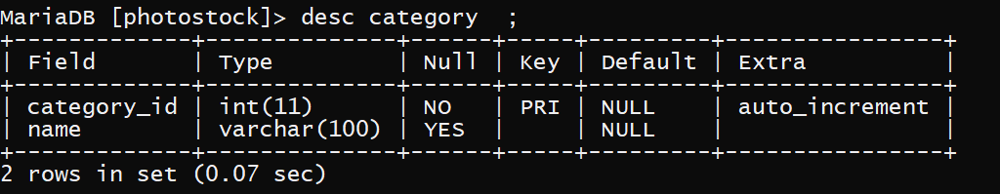 MariaDB [photostock]> desc category  ;
+-------------+--------------+------+-----+---------+----------------+
| Field       | Type         | Null | Key | Default | Extra          |
+-------------+--------------+------+-----+---------+----------------+
| category_id | int(11)      | NO   | PRI | NULL    | auto_increment |
| name        | varchar(100) | YES  |     | NULL    |                |
+-------------+--------------+------+-----+---------+----------------+
2 rows in set (0.07 sec)